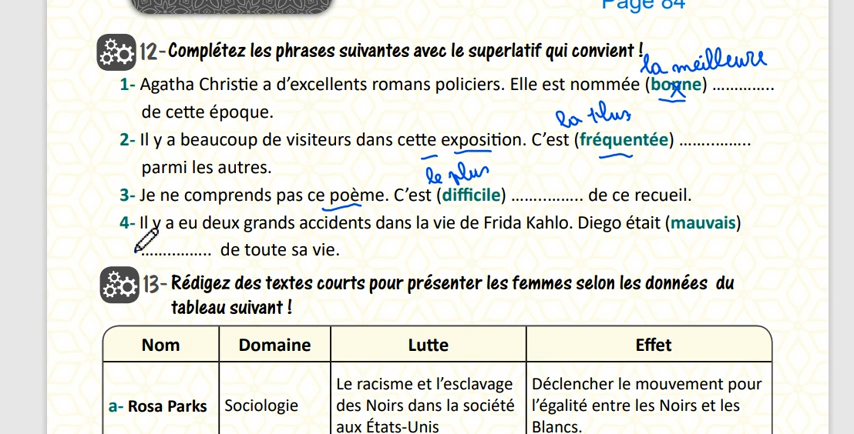 Page 84
12- Complétez les phrases suivantes avec le superlatif qui convient !
la meilleure
1- Agatha Christie a d'excellents romans policiers. Elle est nommée (bonne) ..............
de cette époque.
la plus
2- Il y a beaucoup de visiteurs dans cette exposition. C'est (fréquentée) ................
parmi les autres.
le plus
3- Je ne comprends pas ce poème. C'est (difficile) ................ de ce recueil.
4- Il y a eu deux grands accidents dans la vie de Frida Kahlo. Diego était (mauvais)
................ de toute sa vie.
13- Rédigez des textes courts pour présenter les femmes selon les données du
tableau suivant !
Nom Domaine Lutte Effet
Le racisme et l'esclavage Déclencher le mouvement pour
a- Rosa Parks Sociologie des Noirs dans la société l'égalité entre les Noirs et les
aux États-Unis Blancs.